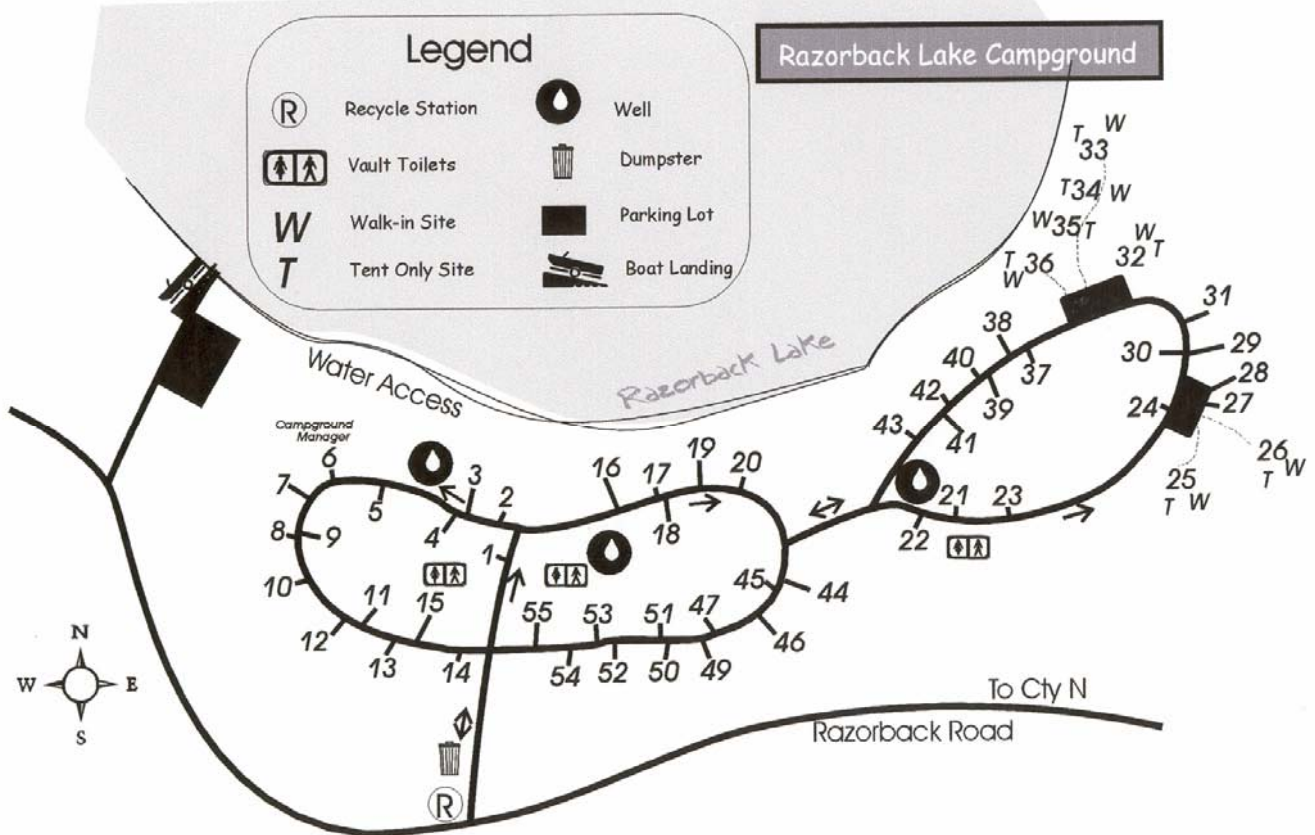 Legend
R Recycle Station
Well
Vault Toilets
Dumpster
W Walk-in Site
Parking Lot
T Tent Only Site
Boat Landing
Razorback Lake Campground
T W
33
T 34 W
W 35 T
T W 36
32 W T
31
30
29
28
27
24
26
T W
25
T W
38
37
40
39
42
41
43
21
23
22
Razorback Lake
Water Access
Campground
Manager
6
7
5
3
2
4
8
9
1
10
11
15
12
13
14
16
17
19
20
18
55
53
51
47
45
44
46
54
52
50
49
N
W E
S
To Cty N
Razorback Road
R